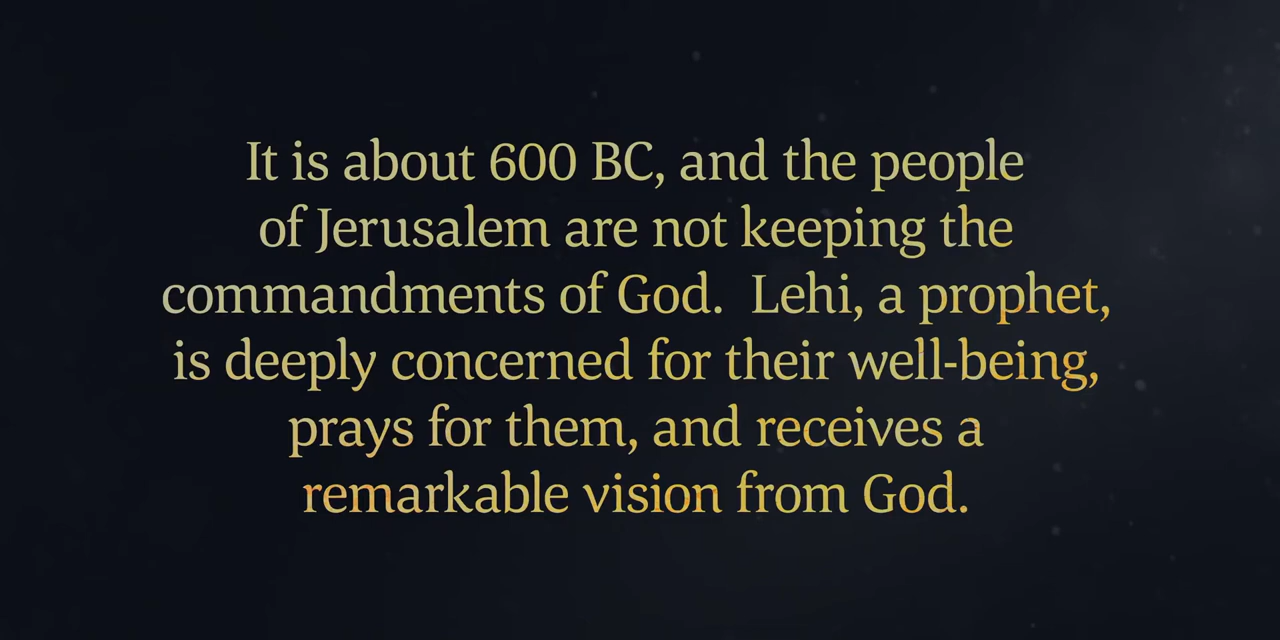 It is about 600 BC, and the people
of Jerusalem are not keeping the
commandments of God.  Lehi, a prophet,
is deeply concerned for their well-being,
prays for them, and receives a
remarkable vision from God.